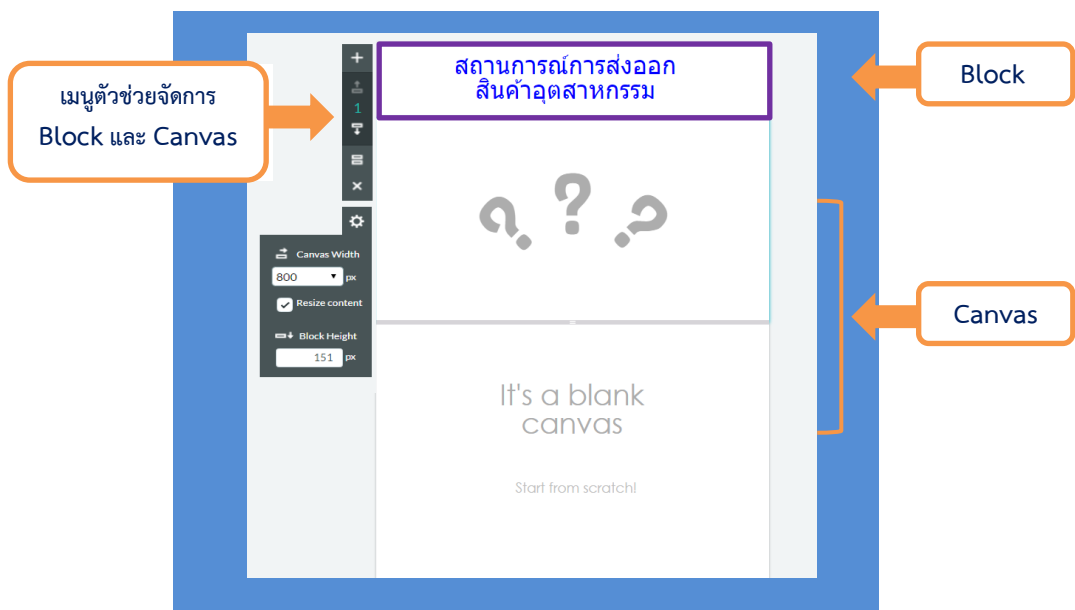 เมนูตัวช่วยจัดการ
Block และ Canvas
+
1
สถานการณ์การส่งออก
สินค้าอุตสาหกรรม
Block
? ? ?
Canvas Width
800 px
Resize content
Block Height
151 px
Canvas
It's a blank
canvas
Start from scratch!